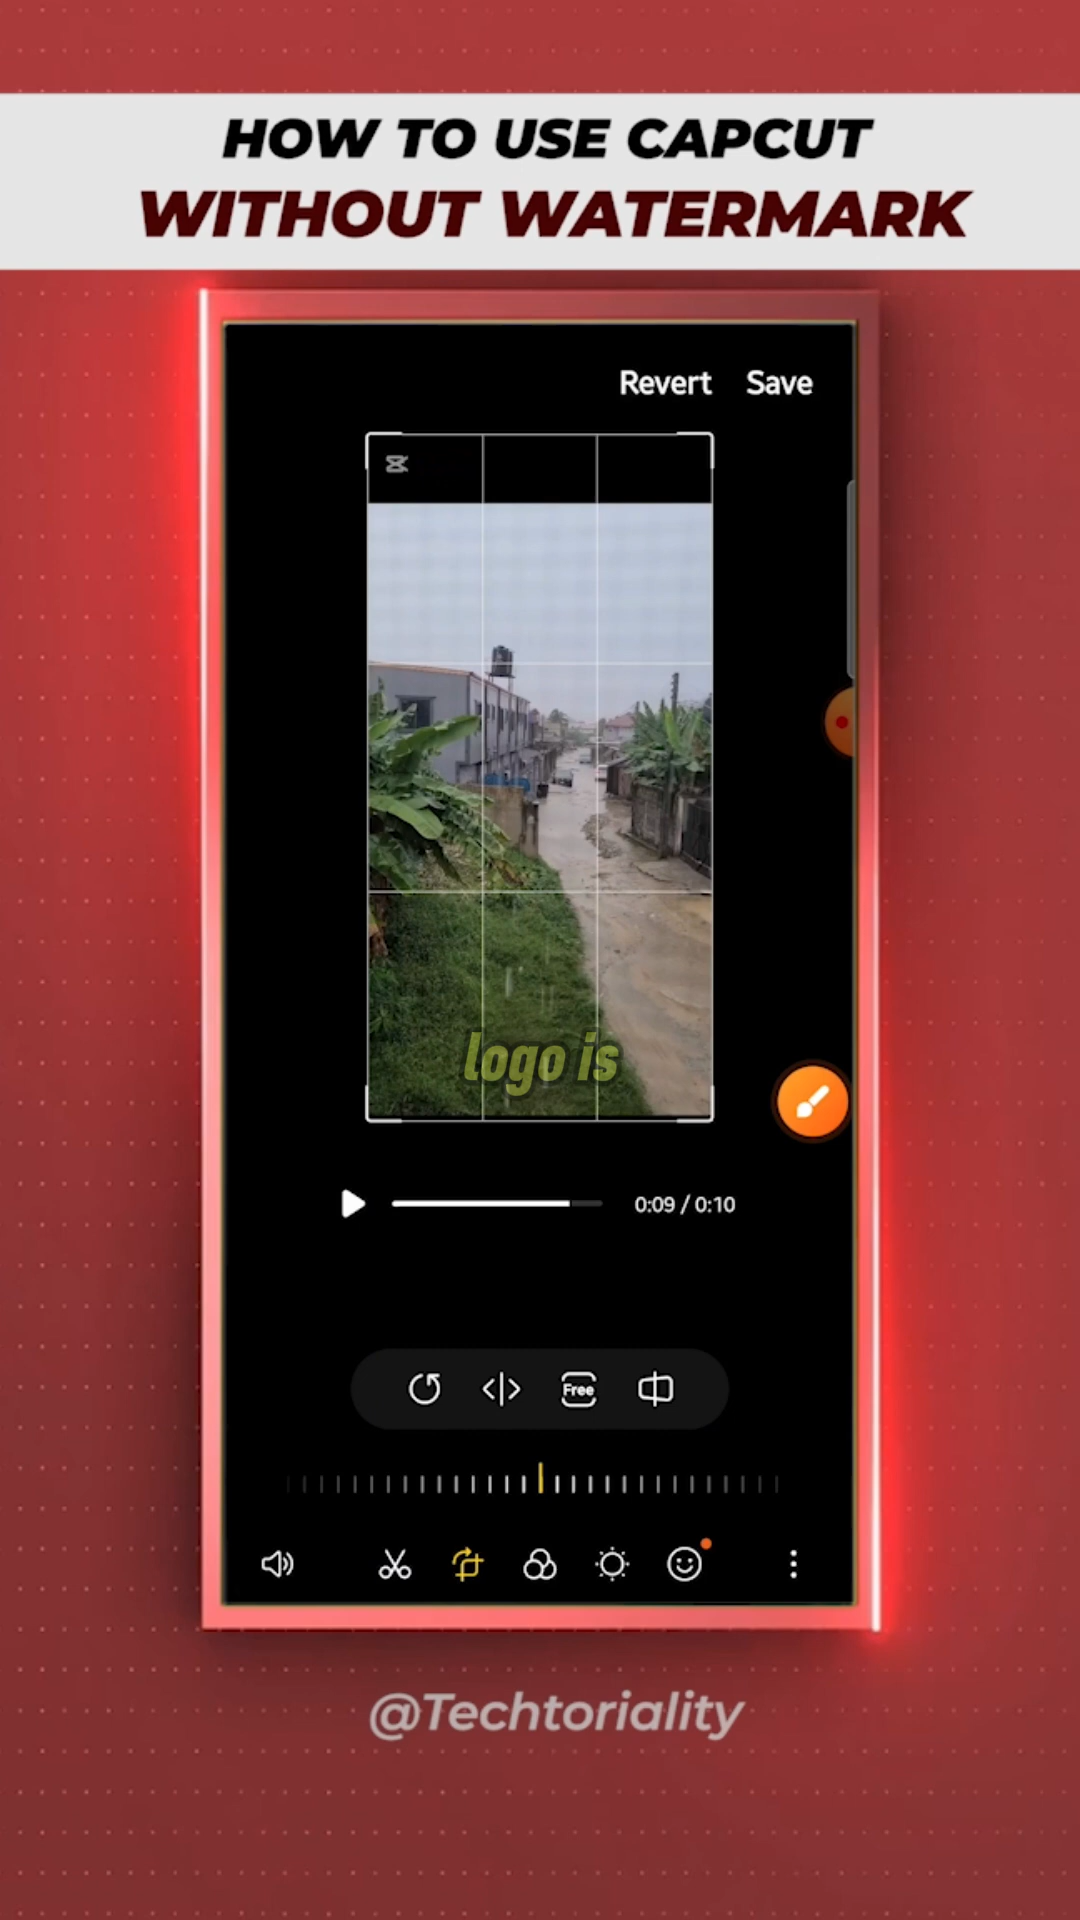 HOW TO USE CAPCUT
WITHOUT WATERMARK
Revert Save
logo is
0:09 / 0:10
Free
@Techtoriality